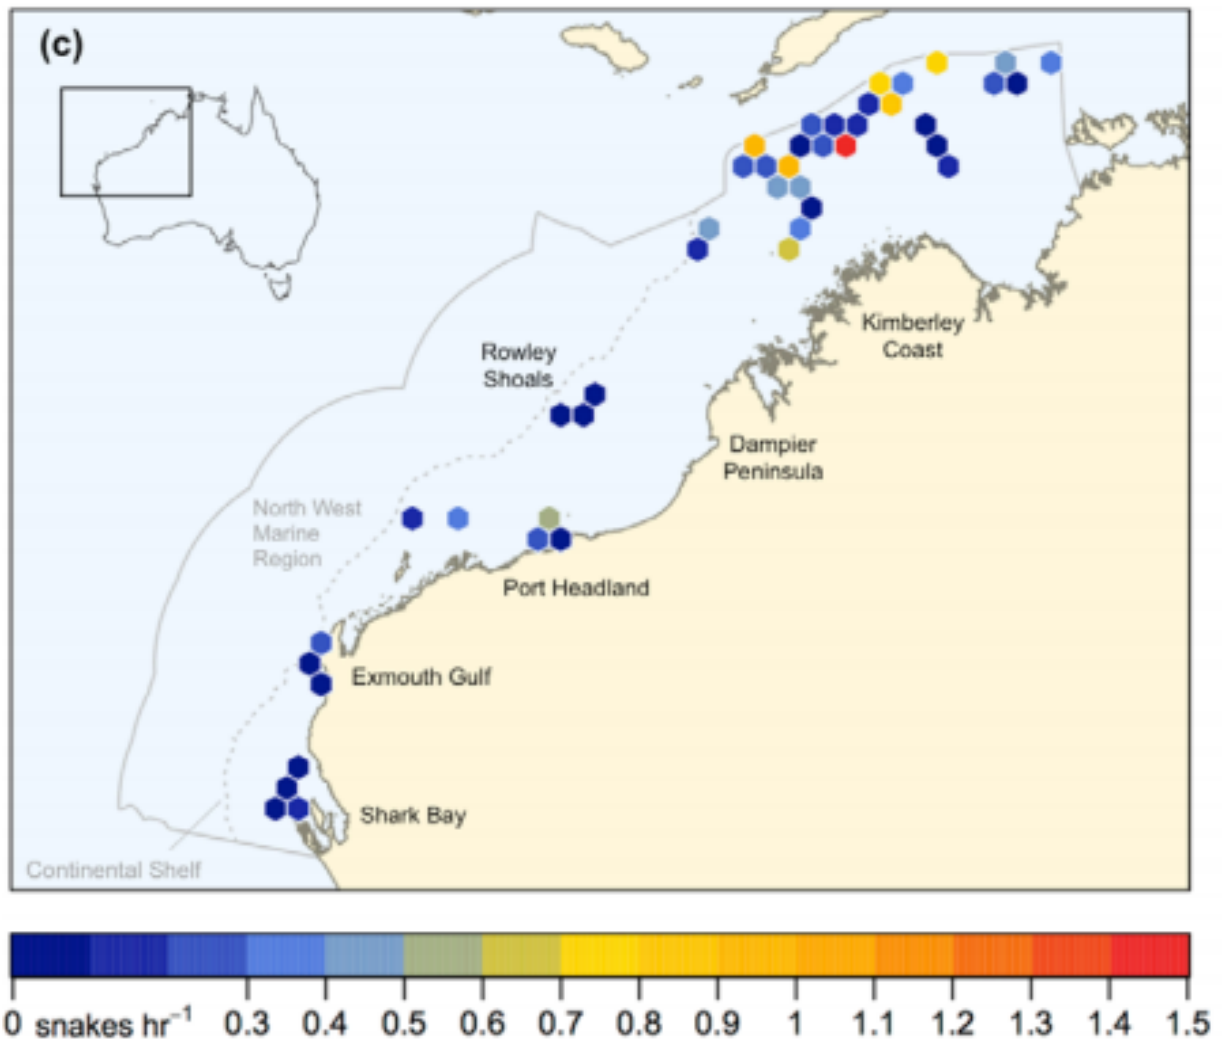 (c)
Kimberley
Coast
Rowley
Shoals
Dampier
Peninsula
North West
Marine
Region
Port Headland
Exmouth Gulf
Shark Bay
Continental Shelf
0 snakes hr⁻¹ 0.3 0.4 0.5 0.6 0.7 0.8 0.9 1 1.1 1.2 1.3 1.4 1.5